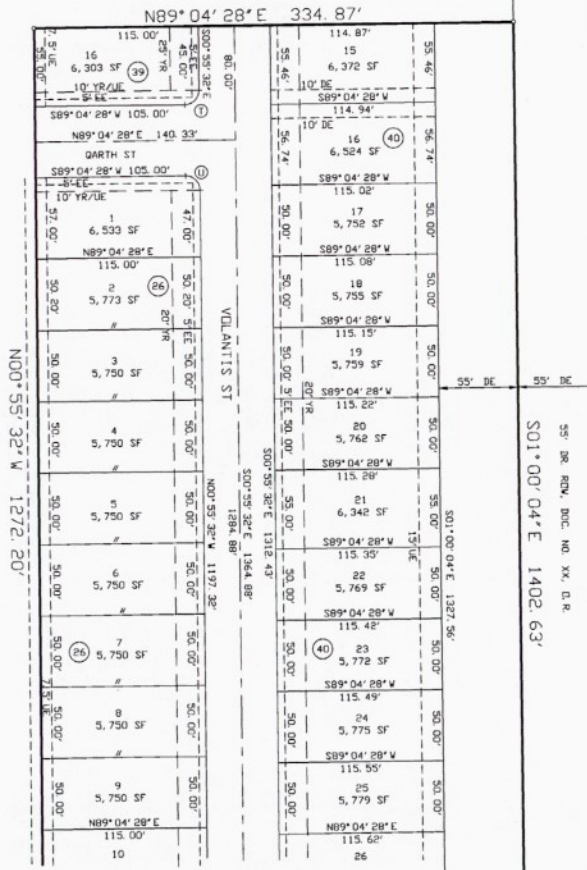 N89° 04' 28" E 334. 87'
7. 5' UE
115. 00'
16
6, 303 SF
39
55. 00'
25' YR
45. 00'
5' EE
10' YR/UE
5' EE
S89° 04' 28" W 105. 00'
T
S00° 55' 32" E
80. 00'
N89° 04' 28" E 140. 33'
QARTH ST
S89° 04' 28" W 105. 00'
U
5' EE
10' YR/UE
1
6, 533 SF
57. 00'
47. 00'
N89° 04' 28" E
115. 00'
2
5, 773 SF
26
50. 20'
50. 20'
5' EE
20' YR
3
5, 750 SF
50. 00'
50. 00'
"
4
5, 750 SF
50. 00'
50. 00'
"
5
5, 750 SF
50. 00'
50. 00'
"
6
5, 750 SF
50. 00'
50. 00'
"
7
26
5, 750 SF
50. 00'
50. 00'
"
7. 5' UE
8
5, 750 SF
50. 00'
50. 00'
"
9
5, 750 SF
50. 00'
50. 00'
N89° 04' 28" E
115. 00'
10
N00° 55' 32" W 1272. 20'
VOLANTIS ST
N00° 55' 32" W 1197. 32'
S00° 55' 32" E 1364. 88'
1284. 88'
S00° 55' 32" E 1312. 43'
114. 87'
15
6, 372 SF
55. 46'
55. 46'
10' DE
S89° 04' 28" W
114. 94'
10' DE
16
40
6, 524 SF
56. 74'
56. 74'
S89° 04' 28" W
115. 02'
17
5, 752 SF
50. 00'
50. 00'
S89° 04' 28" W
115. 08'
18
5, 755 SF
50. 00'
50. 00'
S89° 04' 28" W
115. 15'
19
5, 759 SF
50. 00'
50. 00'
5' EE
20' YR
S89° 04' 28" W
115. 22'
20
5, 762 SF
50. 00'
50. 00'
S89° 04' 28" W
115. 28'
21
6, 342 SF
55. 00'
55. 00'
15' UE
S89° 04' 28" W
115. 35'
22
5, 769 SF
50. 00'
50. 00'
S89° 04' 28" W
115. 42'
40
23
5, 772 SF
50. 00'
50. 00'
S89° 04' 28" W
115. 49'
24
5, 775 SF
50. 00'
50. 00'
S89° 04' 28" W
115. 55'
25
5, 779 SF
50. 00'
50. 00'
N89° 04' 28" E
115. 62'
26
S01° 00' 04" E 1327. 56'
55' DE
55' DE
S01° 00' 04" E 1402. 63'
55' DR. ROW, DOC. NO. XX, O. R.